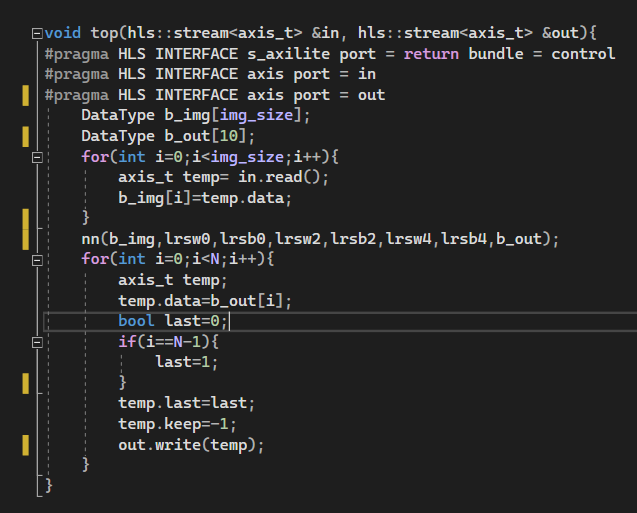 void top(hls::stream<axis_t> &in, hls::stream<axis_t> &out){
#pragma HLS INTERFACE s_axilite port = return bundle = control
#pragma HLS INTERFACE axis port = in
#pragma HLS INTERFACE axis port = out
    DataType b_img[img_size];
    DataType b_out[10];
    for(int i=0;i<img_size;i++){
        axis_t temp= in.read();
        b_img[i]=temp.data;
    }
    nn(b_img,lrsw0,lrsb0,lrsw2,lrsb2,lrsw4,lrsb4,b_out);
    for(int i=0;i<N;i++){
        axis_t temp;
        temp.data=b_out[i];
        bool last=0;
        if(i==N-1){
            last=1;
        }
        temp.last=last;
        temp.keep=-1;
        out.write(temp);
    }
}